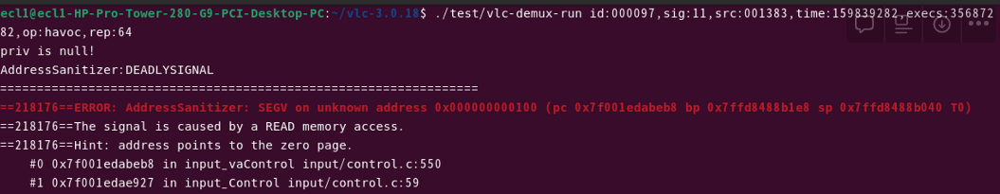 ecl1@ecl1-HP-Pro-Tower-280-G9-PCI-Desktop-PC:~/vlc-3.0.18$ ./test/vlc-demux-run id:000097,sig:11,src:001383,time:159839282,execs:356872
82,op:havoc,rep:64
priv is null!
AddressSanitizer:DEADLYSIGNAL
=================================================================
==218176==ERROR: AddressSanitizer: SEGV on unknown address 0x000000000100 (pc 0x7f001edabeb8 bp 0x7ffd8488b1e8 sp 0x7ffd8488b040 T0)
==218176==The signal is caused by a READ memory access.
==218176==Hint: address points to the zero page.
    #0 0x7f001edabeb8 in input_vaControl input/control.c:550
    #1 0x7f001edae927 in input_Control input/control.c:59